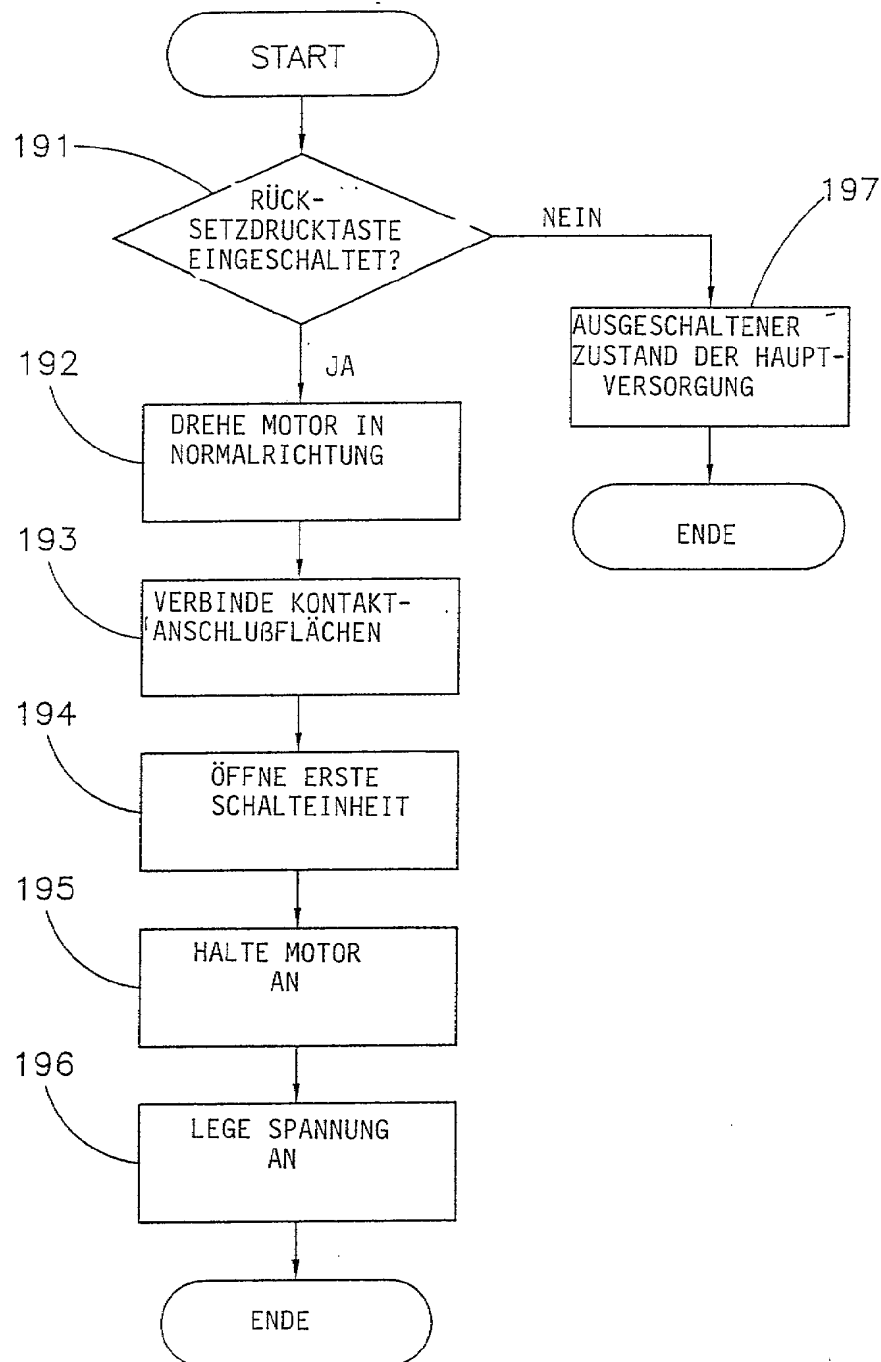 START
191
RÜCK-
SETZDRUCKTASTE
EINGESCHALTET?
NEIN
197
AUSGESCHALTENER
ZUSTAND DER HAUPT-
VERSORGUNG
ENDE
JA
192
DREHE MOTOR IN
NORMALRICHTUNG
193
VERBINDE KONTAKT-
ANSCHLUßFLÄCHEN
194
ÖFFNE ERSTE
SCHALTEINHEIT
195
HALTE MOTOR
AN
196
LEGE SPANNUNG
AN
ENDE